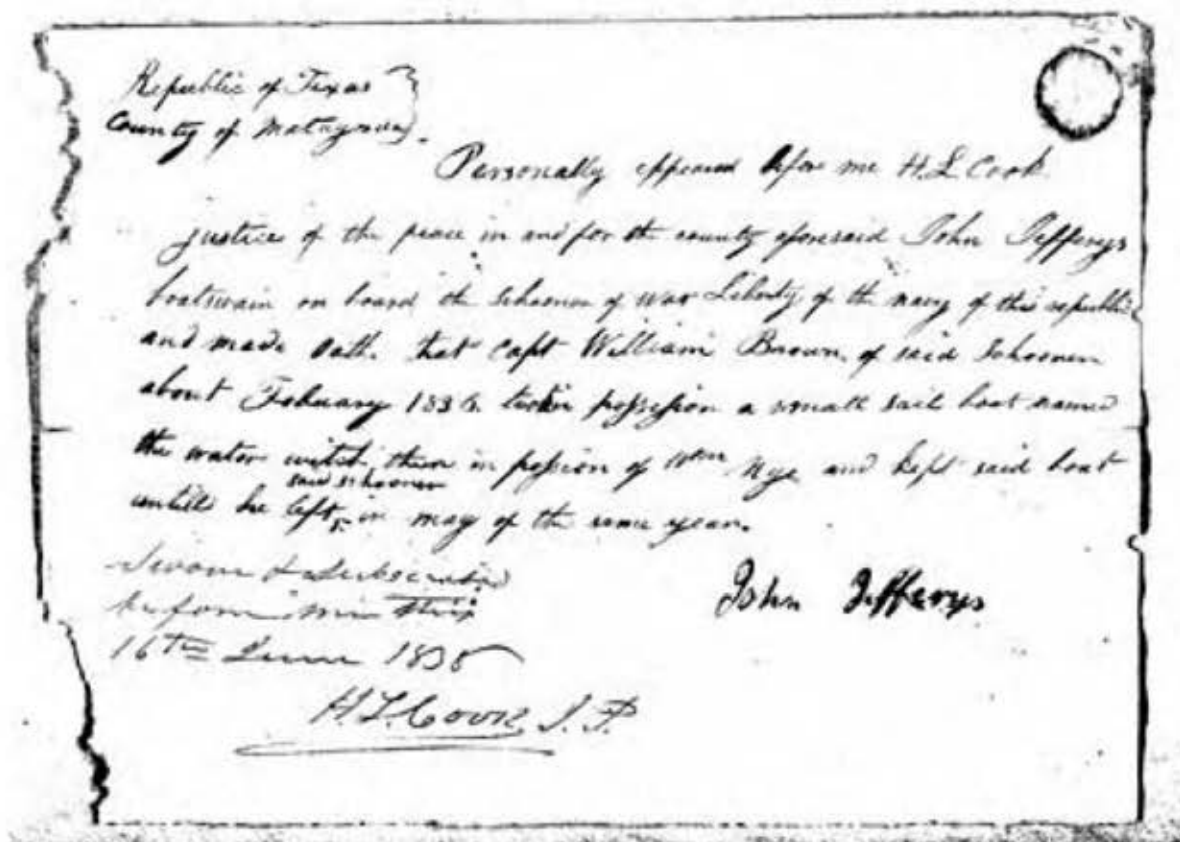 Republic of Texas
County of Matagorda
Personally appeared before me H. L. Cook
justice of the peace in and for the county aforesaid John Jefferys
boatswain on board the Schooner of war Liberty of the navy of this republic
and made oath that Capt William Brown of said Schooner
about February 1836 possession a small sail boat named
the water witch then in possion of Wm Nye and kept said boat
said schooner
untill he left in may of the same year.
Sworn & Subscribed
before me this
John Jefferys
16th June 1838
H. L. Cook J. P.